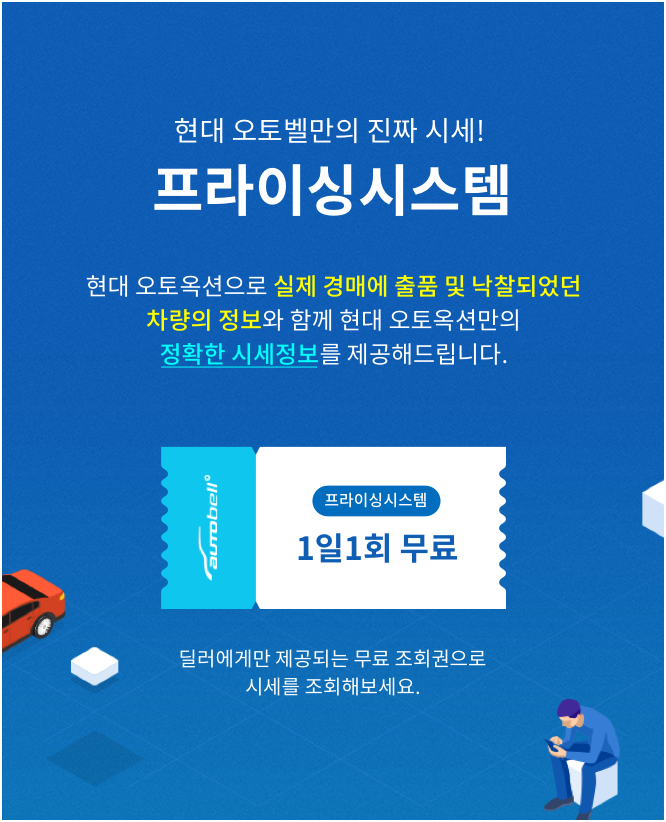 현대 오토벨만의 진짜 시세!
프라이싱시스템
현대 오토옥션으로 실제 경매에 출품 및 낙찰되었던
차량의 정보와 함께 현대 오토옥션만의
정확한 시세정보를 제공해드립니다.
autobell
프라이싱시스템
1일1회 무료
딜러에게만 제공되는 무료 조회권으로
시세를 조회해보세요.